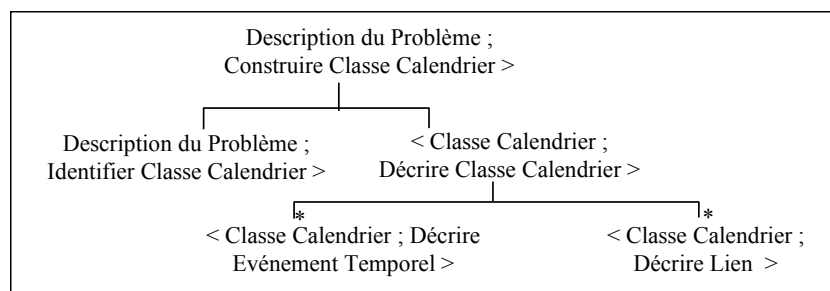 Description du Problème ;
Construire Classe Calendrier >
Description du Problème ;
Identifier Classe Calendrier >
< Classe Calendrier ;
Décrire Classe Calendrier >
*
< Classe Calendrier ; Décrire
Evénement Temporel >
*
< Classe Calendrier ;
Décrire Lien >